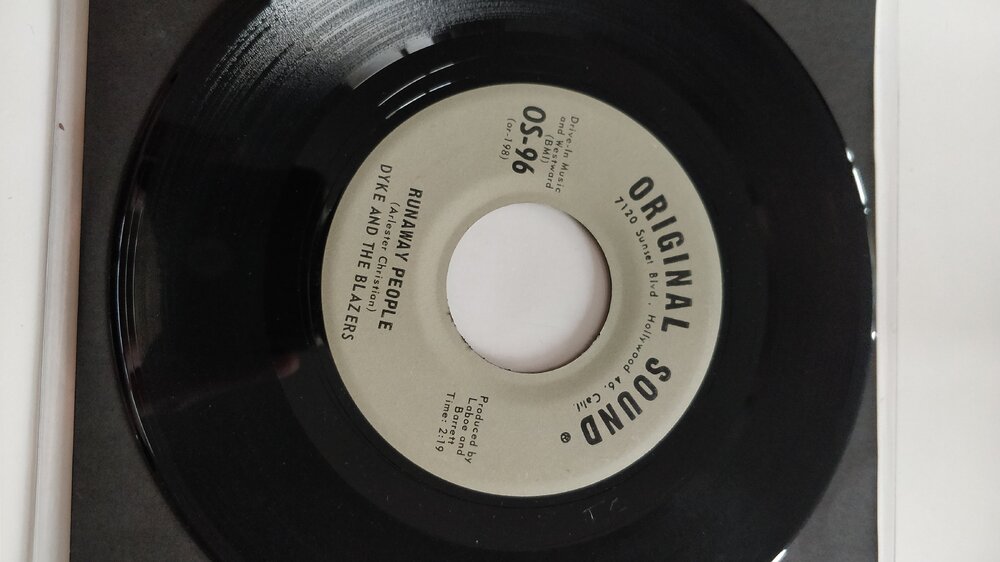 ORIGINAL SOUND ®
7120 Sunset Blvd., Hollywood 46, Calif.
Drive-In Music
and Westward
(BMI)
OS-96
(or-198)
Produced by
Laboe and
Barrett
Time: 2:19
RUNAWAY PEOPLE
(Arlester Christian)
DYKE AND THE BLAZERS